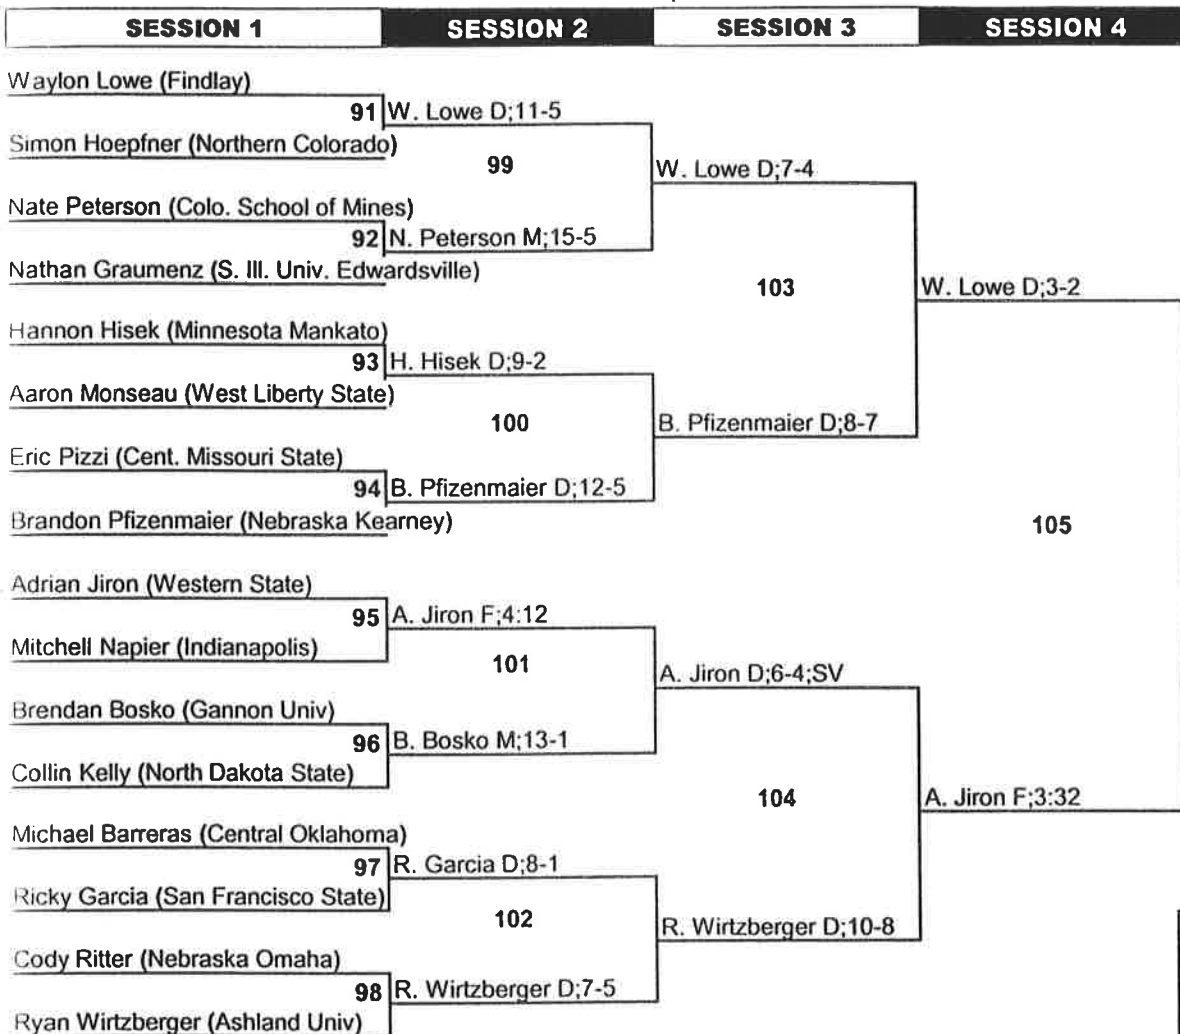 SESSION 1 SESSION 2 SESSION 3 SESSION 4
Waylon Lowe (Findlay)
91 W. Lowe D;11-5
Simon Hoepfner (Northern Colorado)
99
W. Lowe D;7-4
Nate Peterson (Colo. School of Mines)
92 N. Peterson M;15-5
Nathan Graumenz (S. Ill. Univ. Edwardsville)
103
W. Lowe D;3-2
Hannon Hisek (Minnesota Mankato)
93 H. Hisek D;9-2
Aaron Monseau (West Liberty State)
100
B. Pfizenmaier D;8-7
Eric Pizzi (Cent. Missouri State)
94 B. Pfizenmaier D;12-5
Brandon Pfizenmaier (Nebraska Kearney)
105
Adrian Jiron (Western State)
95 A. Jiron F;4:12
Mitchell Napier (Indianapolis)
101
A. Jiron D;6-4;SV
Brendan Bosko (Gannon Univ)
96 B. Bosko M;13-1
Collin Kelly (North Dakota State)
104
A. Jiron F;3:32
Michael Barreras (Central Oklahoma)
97 R. Garcia D;8-1
Ricky Garcia (San Francisco State)
102
R. Wirtzberger D;10-8
Cody Ritter (Nebraska Omaha)
98 R. Wirtzberger D;7-5
Ryan Wirtzberger (Ashland Univ)